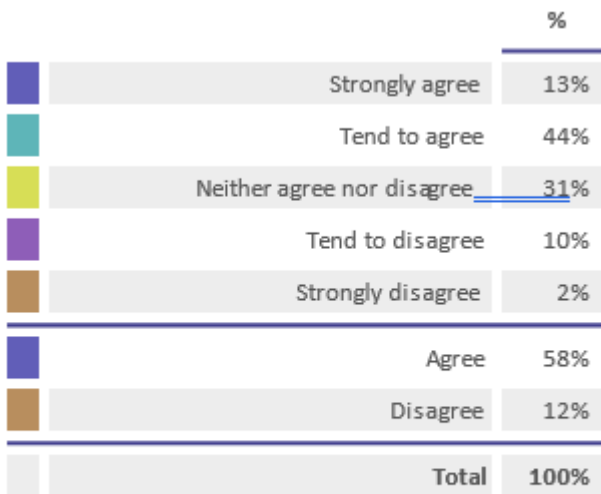 %
Strongly agree 13%
Tend to agree 44%
Neither agree nor disagree 31%
Tend to disagree 10%
Strongly disagree 2%
Agree 58%
Disagree 12%
Total 100%